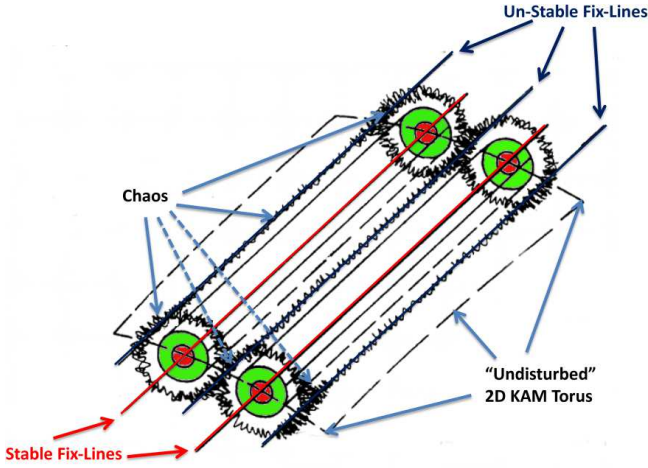 Un-Stable Fix-Lines
Chaos
“Undisturbed”
2D KAM Torus
Stable Fix-Lines